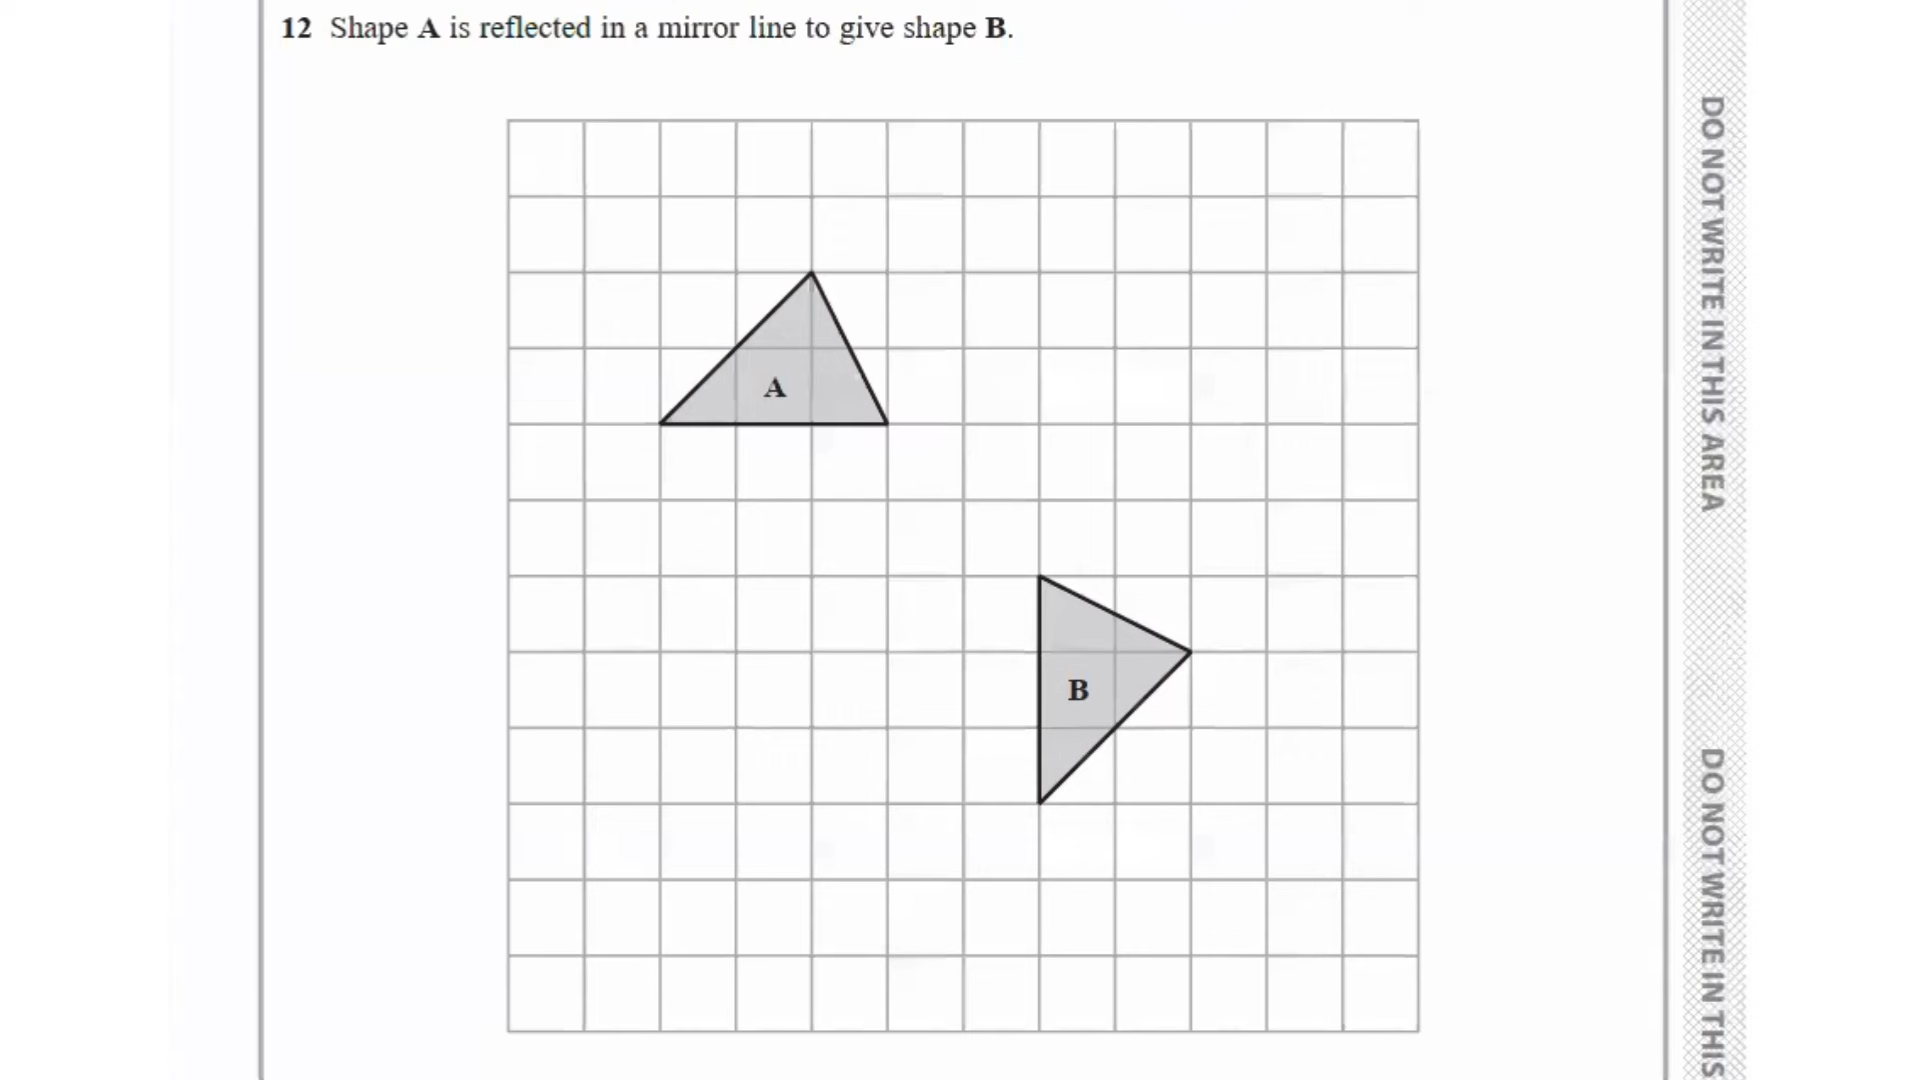 12 Shape A is reflected in a mirror line to give shape B.
A
B
DO NOT WRITE IN THIS AREA
DO NOT WRITE IN THIS